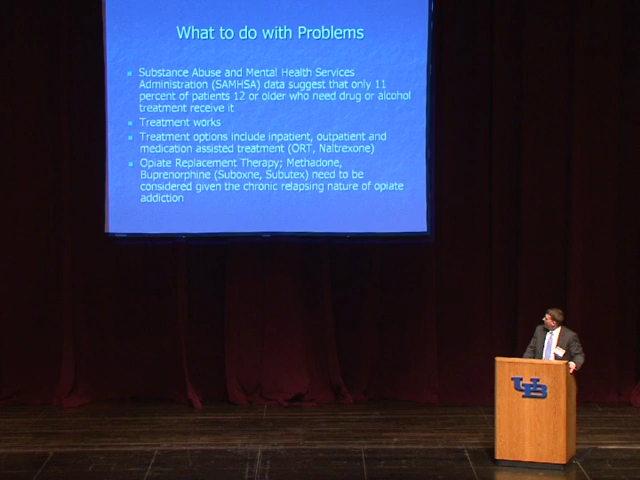 What to do with Problems
Substance Abuse and Mental Health Services
Administration (SAMHSA) data suggest that only 11
percent of patients 12 or older who need drug or alcohol
treatment receive it
Treatment works
Treatment options include inpatient, outpatient and
medication assisted treatment (ORT, Naltrexone)
Opiate Replacement Therapy; Methadone,
Buprenorphine (Suboxne, Subutex) need to be
considered given the chronic relapsing nature of opiate
addiction
UB